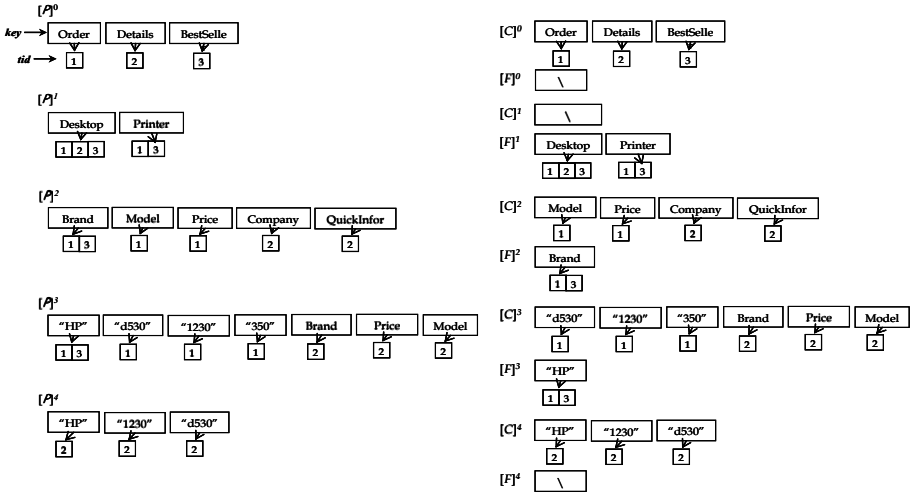 [P]⁰
key Order Details BestSelle
tid 1 2 3
[P]¹
Desktop Printer
1 2 3 1 3
[P]²
Brand Model Price Company QuickInfor
1 3 1 1 2 2
[P]³
“HP” “d530” “1230” “350” Brand Price Model
1 3 1 1 1 2 2 2
[P]⁴
“HP” “1230” “d530”
2 2 2
[C]⁰ Order Details BestSelle
1 2 3
[F]⁰ \
[C]¹ \
[F]¹ Desktop Printer
1 2 3 1 3
[C]² Model Price Company QuickInfor
1 1 2 2
[F]² Brand
1 3
[C]³ “d530” “1230” “350” Brand Price Model
1 1 1 2 2 2
[F]³ “HP”
1 3
[C]⁴ “HP” “1230” “d530”
2 2 2
[F]⁴ \